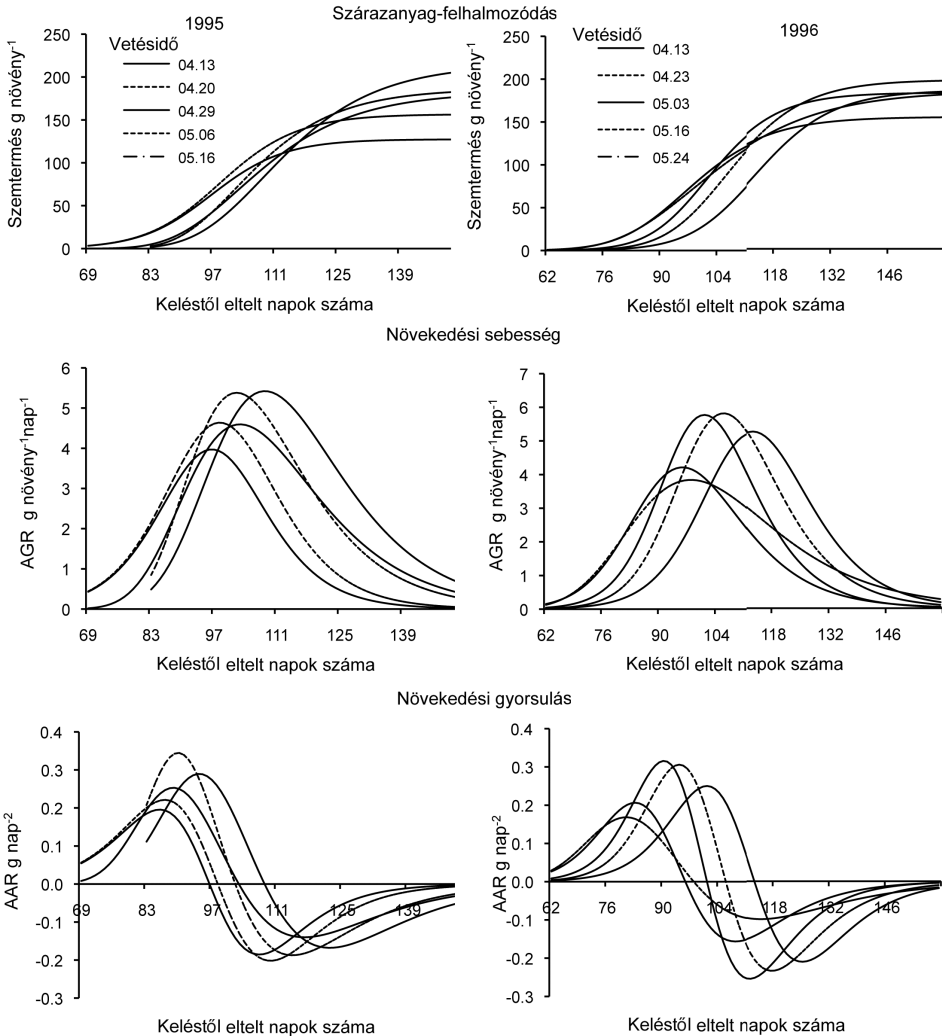 Szárazanyag-felhalmozódás
1995
Vetésidő
04.13
04.20
04.29
05.06
05.16
Szemtermés g növény-1
250
200
150
100
50
0
69 83 97 111 125 139
Keléstől eltelt napok száma
1996
Vetésidő
04.13
04.23
05.03
05.16
05.24
Szemtermés g növény-1
250
200
150
100
50
0
62 76 90 104 118 132 146
Keléstől eltelt napok száma
Növekedési sebesség
AGR g növény-1nap-1
6
5
4
3
2
1
0
69 83 97 111 125 139
Keléstől eltelt napok száma
AGR g növény-1nap-1
7
6
5
4
3
2
1
0
62 76 90 104 118 132 146
Keléstől eltelt napok száma
Növekedési gyorsulás
AAR g nap-2
0.4
0.3
0.2
0.1
0.0
-0.1
-0.2
-0.3
69 83 97 111 125 139
Keléstől eltelt napok száma
AAR g nap-2
0.4
0.3
0.2
0.1
0.0
-0.1
-0.2
-0.3
62 76 90 104 118 132 146
Keléstől eltelt napok száma